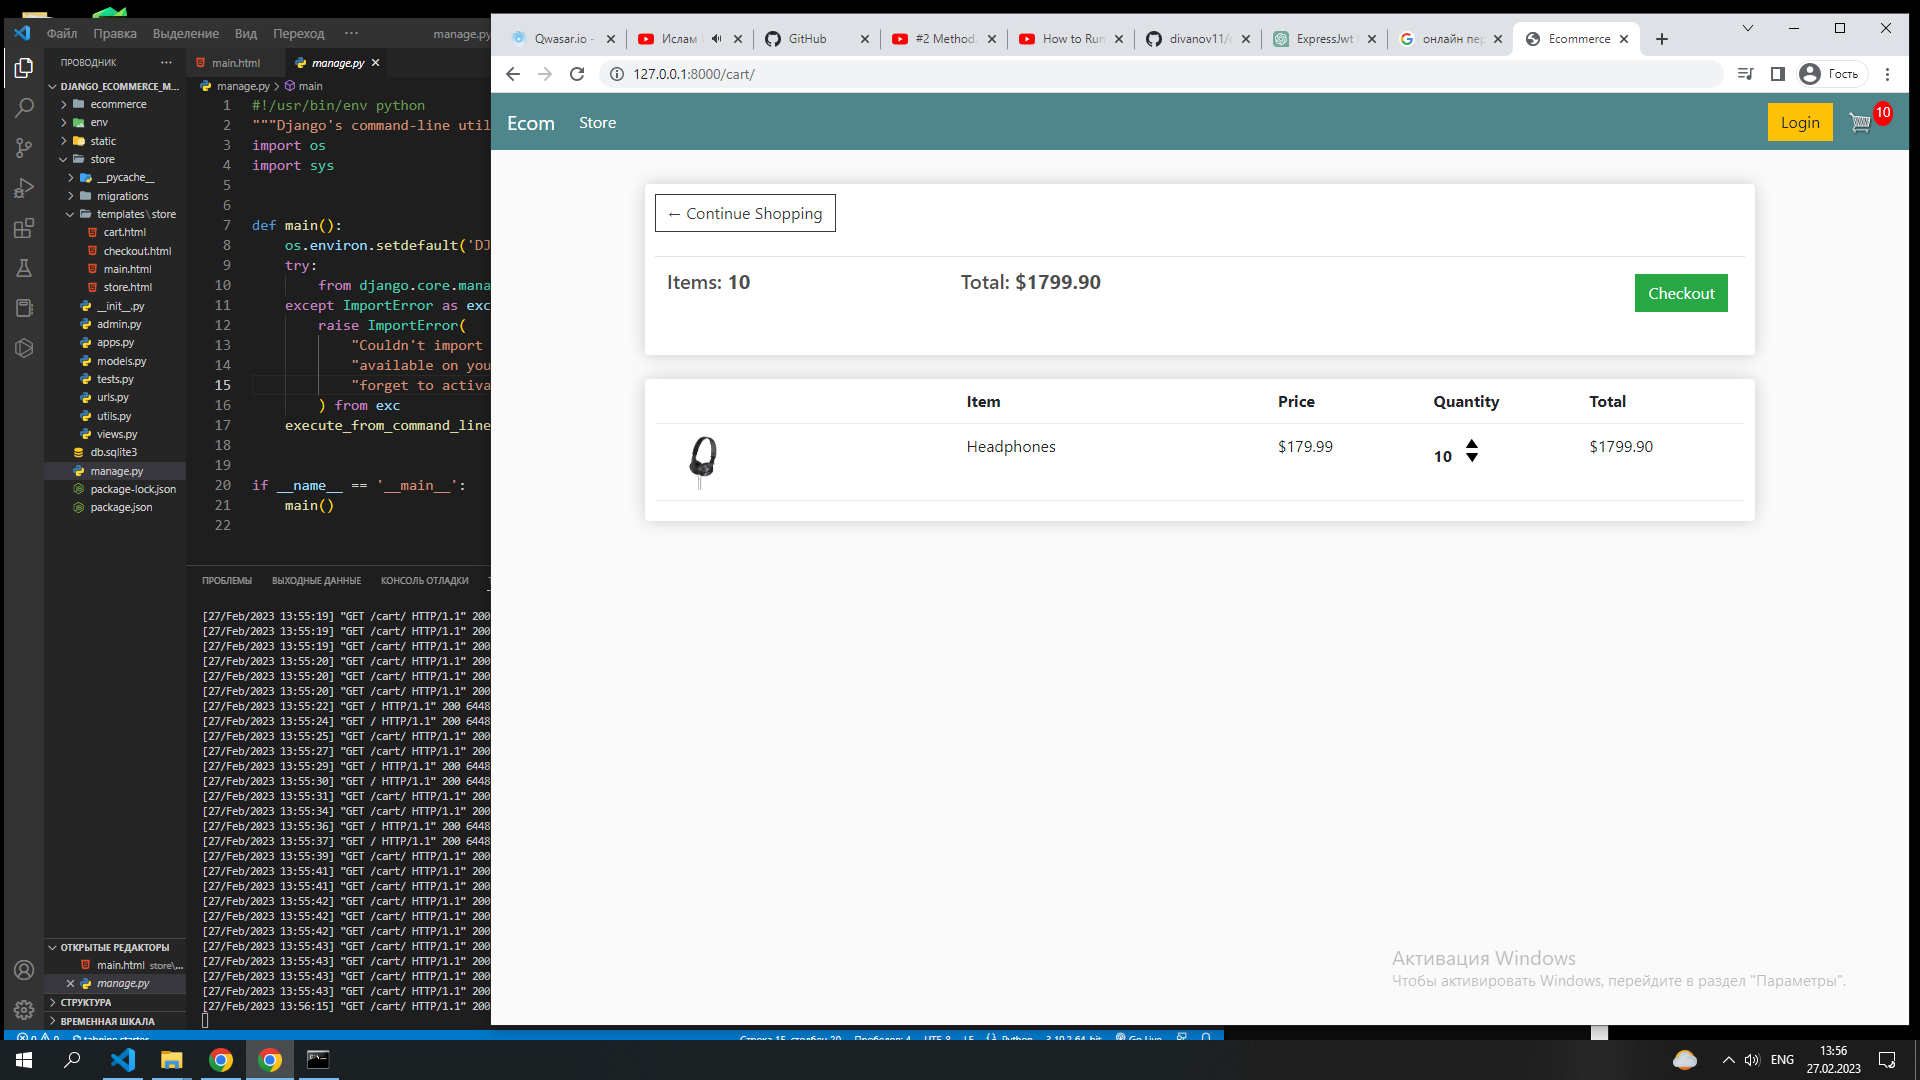 Файл Правка Выделение Вид Переход ··· manage.py
ПРОВОДНИК ···
DJANGO_ECOMMERCE_M...
ecommerce
env
static
store
__pycache__
migrations
templates\store
cart.html
checkout.html
main.html
store.html
__init__.py
admin.py
apps.py
models.py
tests.py
urls.py
utils.py
views.py
db.sqlite3
manage.py
package-lock.json
package.json
ОТКРЫТЫЕ РЕДАКТОРЫ
main.html store\...
manage.py
СТРУКТУРА
ВРЕМЕННАЯ ШКАЛА
main.html manage.py
manage.py > main
1 #!/usr/bin/env python
2 """Django's command-line util
3 import os
4 import sys
5
6
7 def main():
8 os.environ.setdefault('DJ
9 try:
10 from django.core.mana
11 except ImportError as exc
12 raise ImportError(
13 "Couldn't import
14 "available on you
15 "forget to activa
16 ) from exc
17 execute_from_command_line
18
19
20 if __name__ == '__main__':
21 main()
22
ПРОБЛЕМЫ ВЫХОДНЫЕ ДАННЫЕ КОНСОЛЬ ОТЛАДКИ
[27/Feb/2023 13:55:19] "GET /cart/ HTTP/1.1" 200
[27/Feb/2023 13:55:19] "GET /cart/ HTTP/1.1" 200
[27/Feb/2023 13:55:19] "GET /cart/ HTTP/1.1" 200
[27/Feb/2023 13:55:20] "GET /cart/ HTTP/1.1" 200
[27/Feb/2023 13:55:20] "GET /cart/ HTTP/1.1" 200
[27/Feb/2023 13:55:20] "GET /cart/ HTTP/1.1" 200
[27/Feb/2023 13:55:22] "GET / HTTP/1.1" 200 6448
[27/Feb/2023 13:55:24] "GET / HTTP/1.1" 200 6448
[27/Feb/2023 13:55:25] "GET /cart/ HTTP/1.1" 200
[27/Feb/2023 13:55:27] "GET /cart/ HTTP/1.1" 200
[27/Feb/2023 13:55:29] "GET / HTTP/1.1" 200 6448
[27/Feb/2023 13:55:30] "GET / HTTP/1.1" 200 6448
[27/Feb/2023 13:55:31] "GET /cart/ HTTP/1.1" 200
[27/Feb/2023 13:55:34] "GET /cart/ HTTP/1.1" 200
[27/Feb/2023 13:55:36] "GET / HTTP/1.1" 200 6448
[27/Feb/2023 13:55:37] "GET / HTTP/1.1" 200 6448
[27/Feb/2023 13:55:39] "GET /cart/ HTTP/1.1" 200
[27/Feb/2023 13:55:41] "GET /cart/ HTTP/1.1" 200
[27/Feb/2023 13:55:41] "GET /cart/ HTTP/1.1" 200
[27/Feb/2023 13:55:42] "GET /cart/ HTTP/1.1" 200
[27/Feb/2023 13:55:42] "GET /cart/ HTTP/1.1" 200
[27/Feb/2023 13:55:42] "GET /cart/ HTTP/1.1" 200
[27/Feb/2023 13:55:43] "GET /cart/ HTTP/1.1" 200
[27/Feb/2023 13:55:43] "GET /cart/ HTTP/1.1" 200
[27/Feb/2023 13:55:43] "GET /cart/ HTTP/1.1" 200
[27/Feb/2023 13:55:43] "GET /cart/ HTTP/1.1" 200
[27/Feb/2023 13:56:15] "GET /cart/ HTTP/1.1" 200
Qwasar.io - Ислам GitHub #2 Method. How to Run divanov11/ ExpressJwt онлайн пер Ecommerce
127.0.0.1:8000/cart/ Гость
Ecom Store Login 10
← Continue Shopping
Items: 10 Total: $1799.90 Checkout
Item Price Quantity Total
Headphones $179.99 10 $1799.90
Активация Windows
Чтобы активировать Windows, перейдите в раздел "Параметры".
Строка 15, столбец 20 Пробелов: 4 UTF-8 LF Python 3.10.2 64-bit Go Live
ENG 13:56
27.02.2023